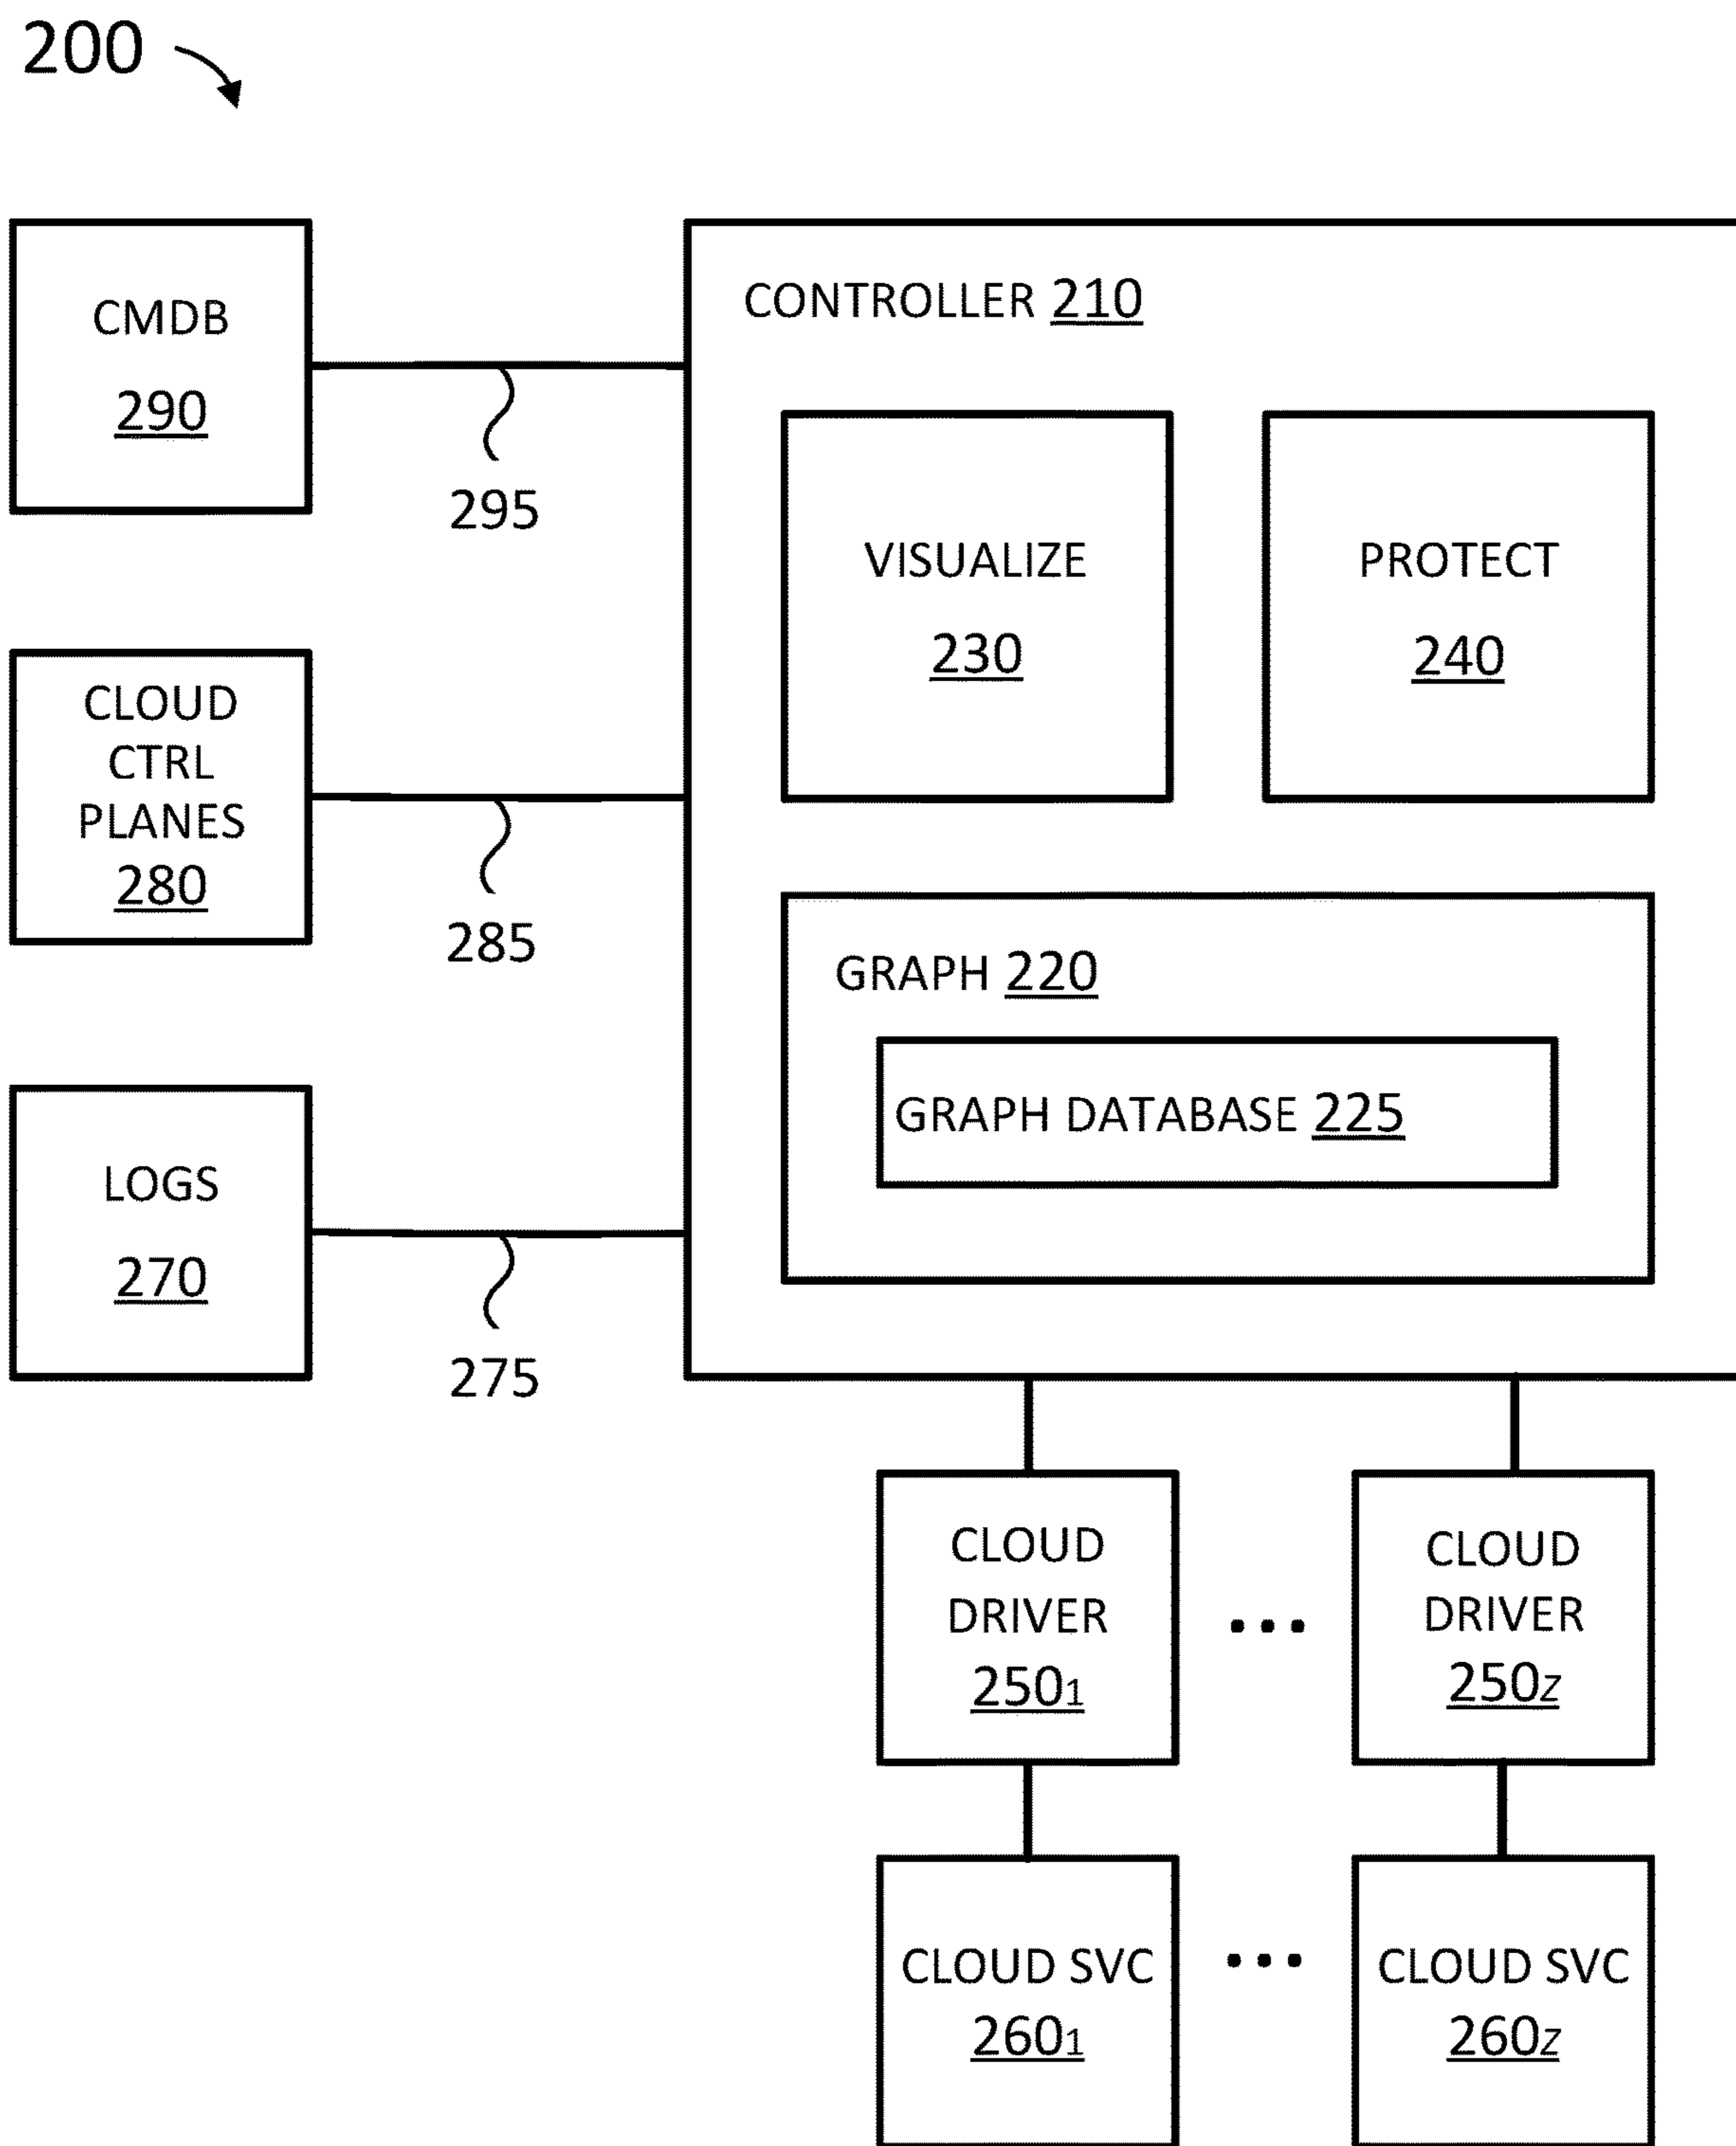 200
CMDB
290
295
CONTROLLER 210
VISUALIZE
230
PROTECT
240
CLOUD
CTRL
PLANES
280
285
GRAPH 220
GRAPH DATABASE 225
LOGS
270
275
CLOUD
DRIVER
2501
...
CLOUD
DRIVER
250Z
CLOUD SVC
2601
...
CLOUD SVC
260Z